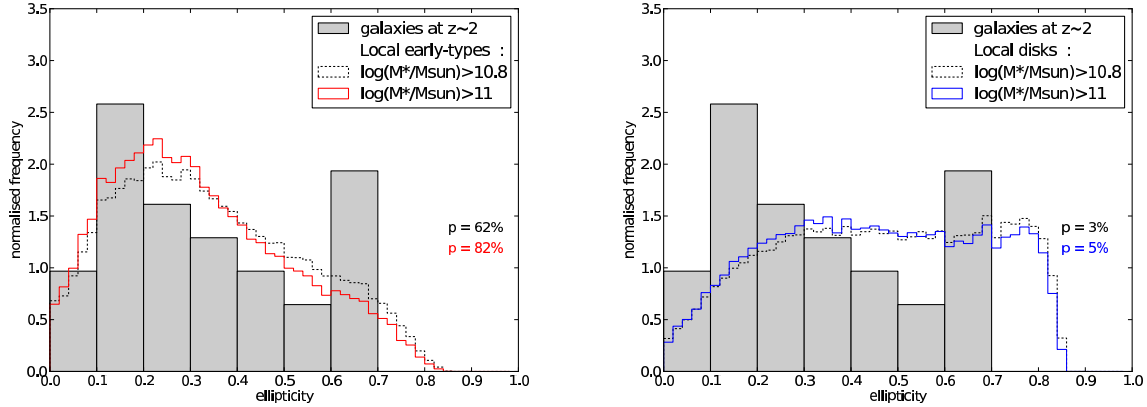 3.5
3.0
2.5
2.0
1.5
1.0
0.5
0.0
normalised frequency
galaxies at z~2
Local early-types :
log(M*/Msun)>10.8
log(M*/Msun)>11
p = 62%
p = 82%
0.0 0.1 0.2 0.3 0.4 0.5 0.6 0.7 0.8 0.9 1.0
ellipticity
3.5
3.0
2.5
2.0
1.5
1.0
0.5
0.0
normalised frequency
galaxies at z~2
Local disks :
log(M*/Msun)>10.8
log(M*/Msun)>11
p = 3%
p = 5%
0.0 0.1 0.2 0.3 0.4 0.5 0.6 0.7 0.8 0.9 1.0
ellipticity